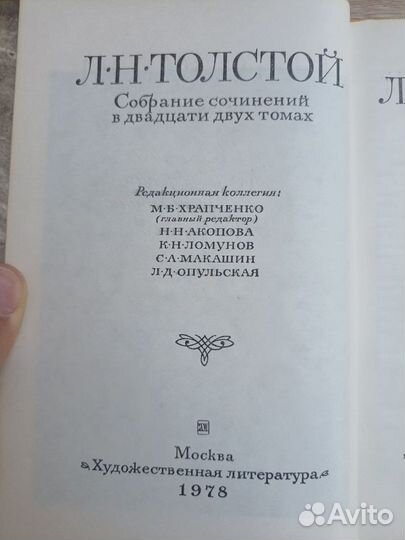 Л·Н·ТОЛСТОЙ
Собрание сочинений
в двадцати двух томах
Редакционная коллегия:
М·Б·ХРАПЧЕНКО
(главный редактор)
Н·Н·АКОПОВА
К·Н·ЛОМУНОВ
С·А·МАКАШИН
Л·Д·ОПУЛЬСКАЯ
Москва
«Художественная литература»
1978
Л
Avito